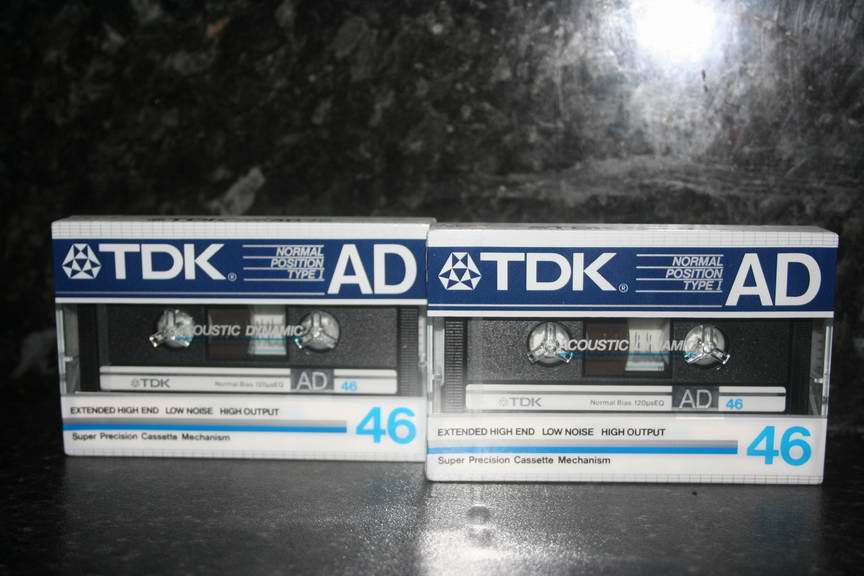 TDK® NORMAL POSITION TYPE I AD
ACOUSTIC DYNAMIC
TDK Normal Bias 120μsEQ AD 46
EXTENDED HIGH END LOW NOISE HIGH OUTPUT
46
Super Precision Cassette Mechanism
TDK® NORMAL POSITION TYPE I AD
ACOUSTIC DYNAMIC
TDK Normal Bias 120μsEQ AD 46
EXTENDED HIGH END LOW NOISE HIGH OUTPUT
46
Super Precision Cassette Mechanism